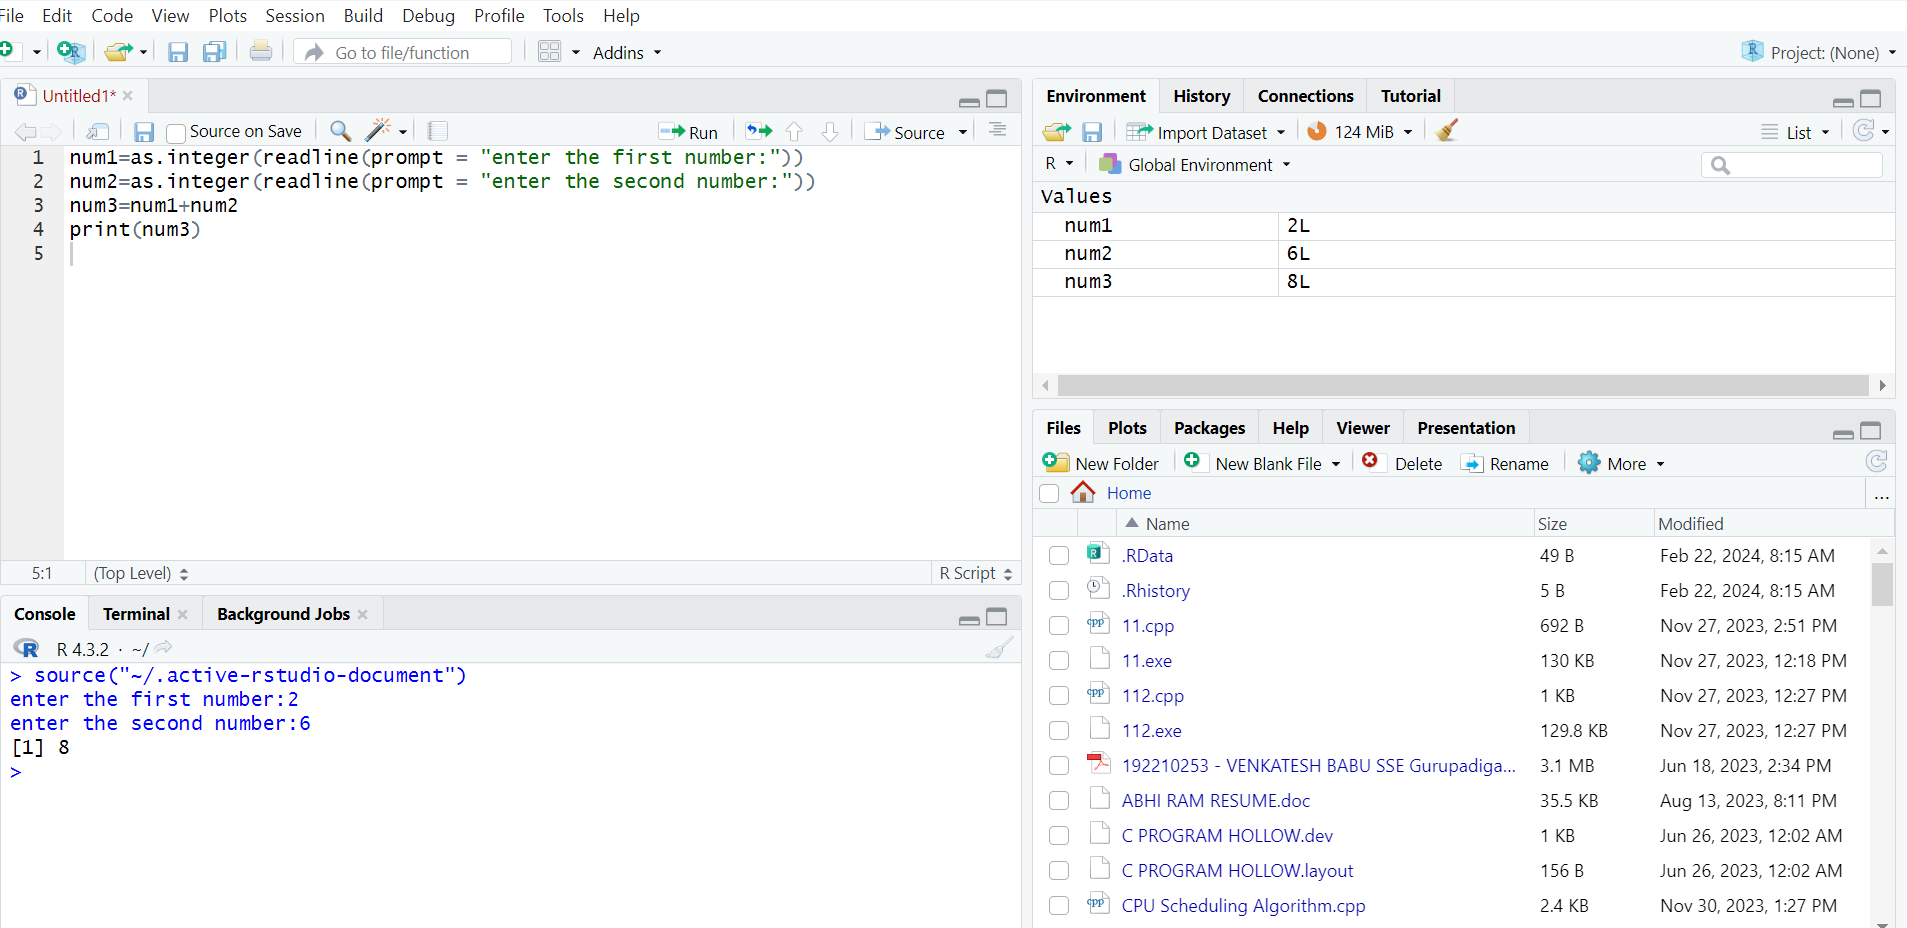 File Edit Code View Plots Session Build Debug Profile Tools Help
Go to file/function Addins Project: (None)
Untitled1*
Source on Save Run Source
1 num1=as.integer(readline(prompt = "enter the first number:"))
2 num2=as.integer(readline(prompt = "enter the second number:"))
3 num3=num1+num2
4 print(num3)
5
5:1 (Top Level) R Script
Console Terminal Background Jobs
R 4.3.2 · ~/
> source("~/.active-rstudio-document")
enter the first number:2
enter the second number:6
[1] 8
>
Environment History Connections Tutorial
Import Dataset 124 MiB List
R Global Environment
Values
num1 2L
num2 6L
num3 8L
Files Plots Packages Help Viewer Presentation
New Folder New Blank File Delete Rename More
Home ...
Name Size Modified
.RData 49 B Feb 22, 2024, 8:15 AM
.Rhistory 5 B Feb 22, 2024, 8:15 AM
11.cpp 692 B Nov 27, 2023, 2:51 PM
11.exe 130 KB Nov 27, 2023, 12:18 PM
112.cpp 1 KB Nov 27, 2023, 12:27 PM
112.exe 129.8 KB Nov 27, 2023, 12:27 PM
192210253 - VENKATESH BABU SSE Gurupadiga... 3.1 MB Jun 18, 2023, 2:34 PM
ABHI RAM RESUME.doc 35.5 KB Aug 13, 2023, 8:11 PM
C PROGRAM HOLLOW.dev 1 KB Jun 26, 2023, 12:02 AM
C PROGRAM HOLLOW.layout 156 B Jun 26, 2023, 12:02 AM
CPU Scheduling Algorithm.cpp 2.4 KB Nov 30, 2023, 1:27 PM